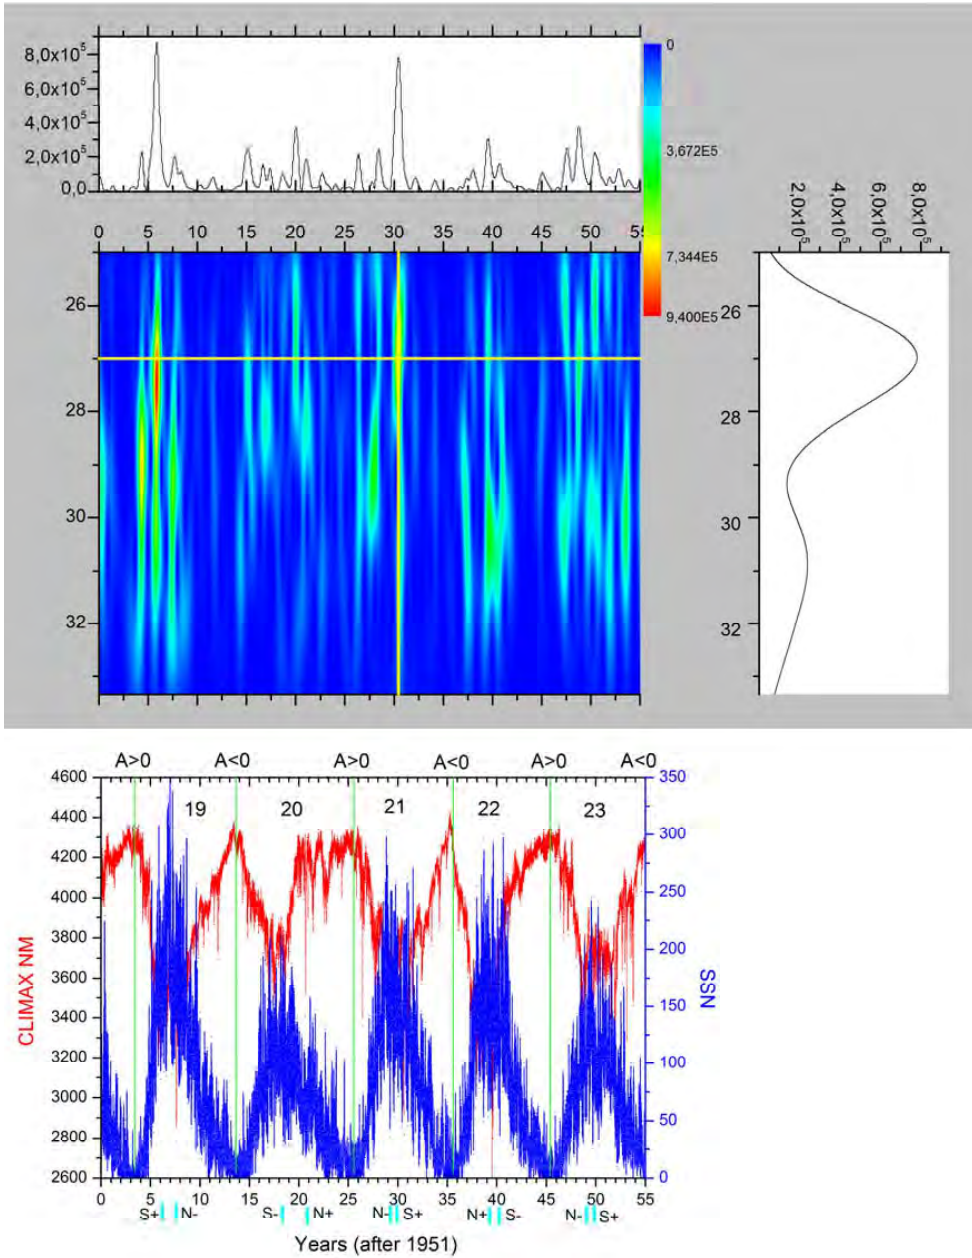 8,0x10⁵
6,0x10⁵
4,0x10⁵
2,0x10⁵
0,0
0 5 10 15 20 25 30 35 40 45 50 55
0
3,672E5
7,344E5
9,400E5
26
28
30
32
2,0x10⁵ 4,0x10⁵ 6,0x10⁵ 8,0x10⁵
26
28
30
32
A>0 A<0 A>0 A<0 A>0 A<0
4600
4400
4200
4000
3800
3600
3400
3200
3000
2800
2600
CLIMAX NM
19 20 21 22 23
350
300
250
200
150
100
50
0
SSN
0 5 10 15 20 25 30 35 40 45 50 55
S+ N- S- N+ N- S+ N+ S- N- S+
Years (after 1951)